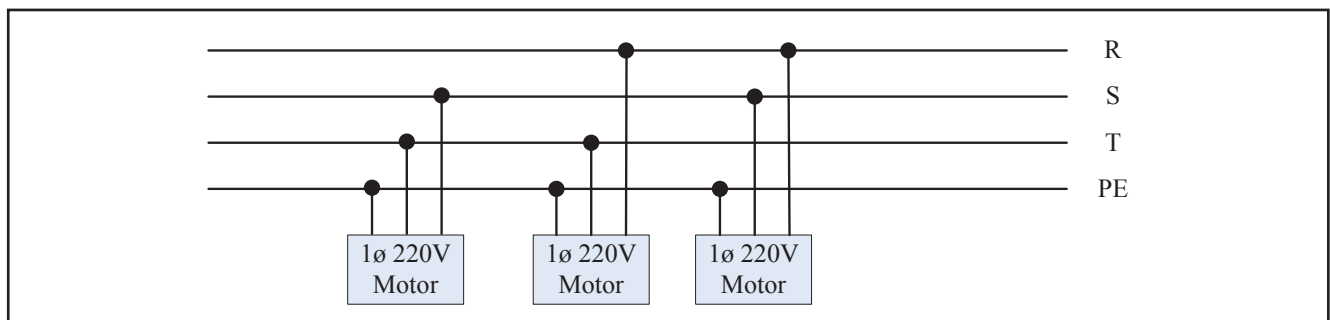 R
S
T
PE
1ø 220V
Motor
1ø 220V
Motor
1ø 220V
Motor